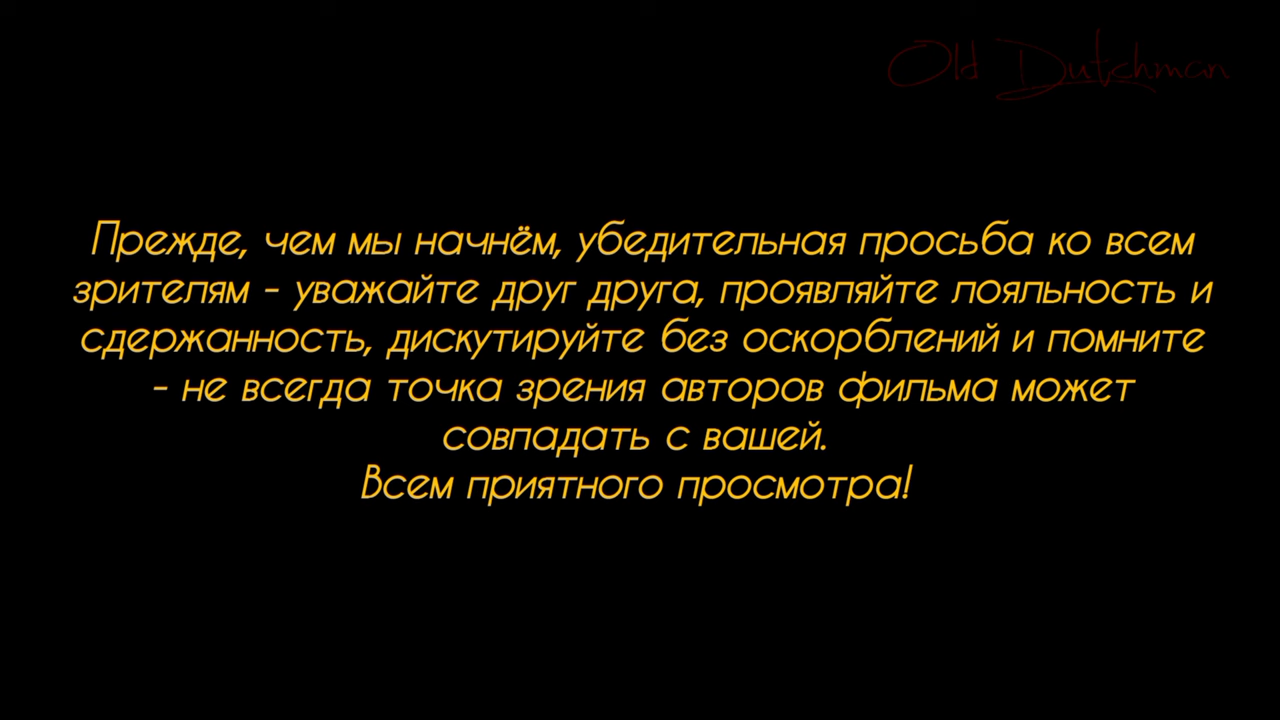 Old Dutchman
Прежде, чем мы начнём, убедительная просьба ко всем
зрителям - уважайте друг друга, проявляйте лояльность и
сдержанность, дискутируйте без оскорблений и помните
- не всегда точка зрения авторов фильма может
совпадать с вашей.
Всем приятного просмотра!